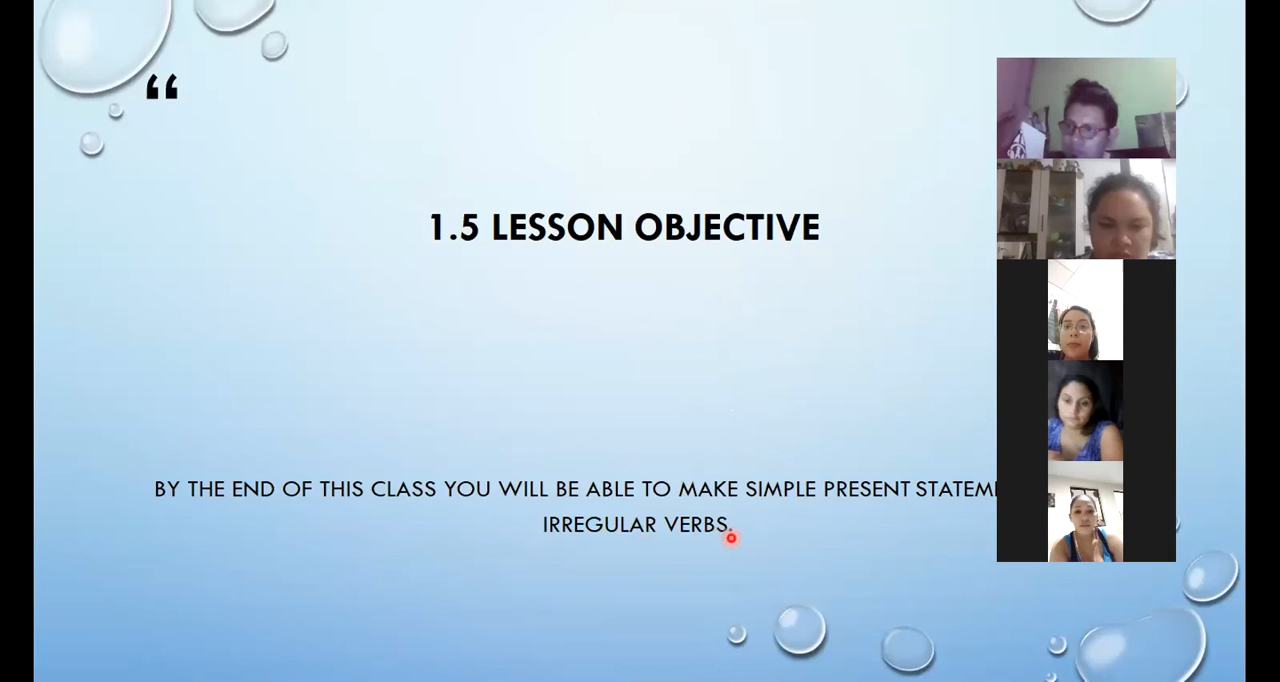 “
1.5 LESSON OBJECTIVE
BY THE END OF THIS CLASS YOU WILL BE ABLE TO MAKE SIMPLE PRESENT STATEM
IRREGULAR VERBS.